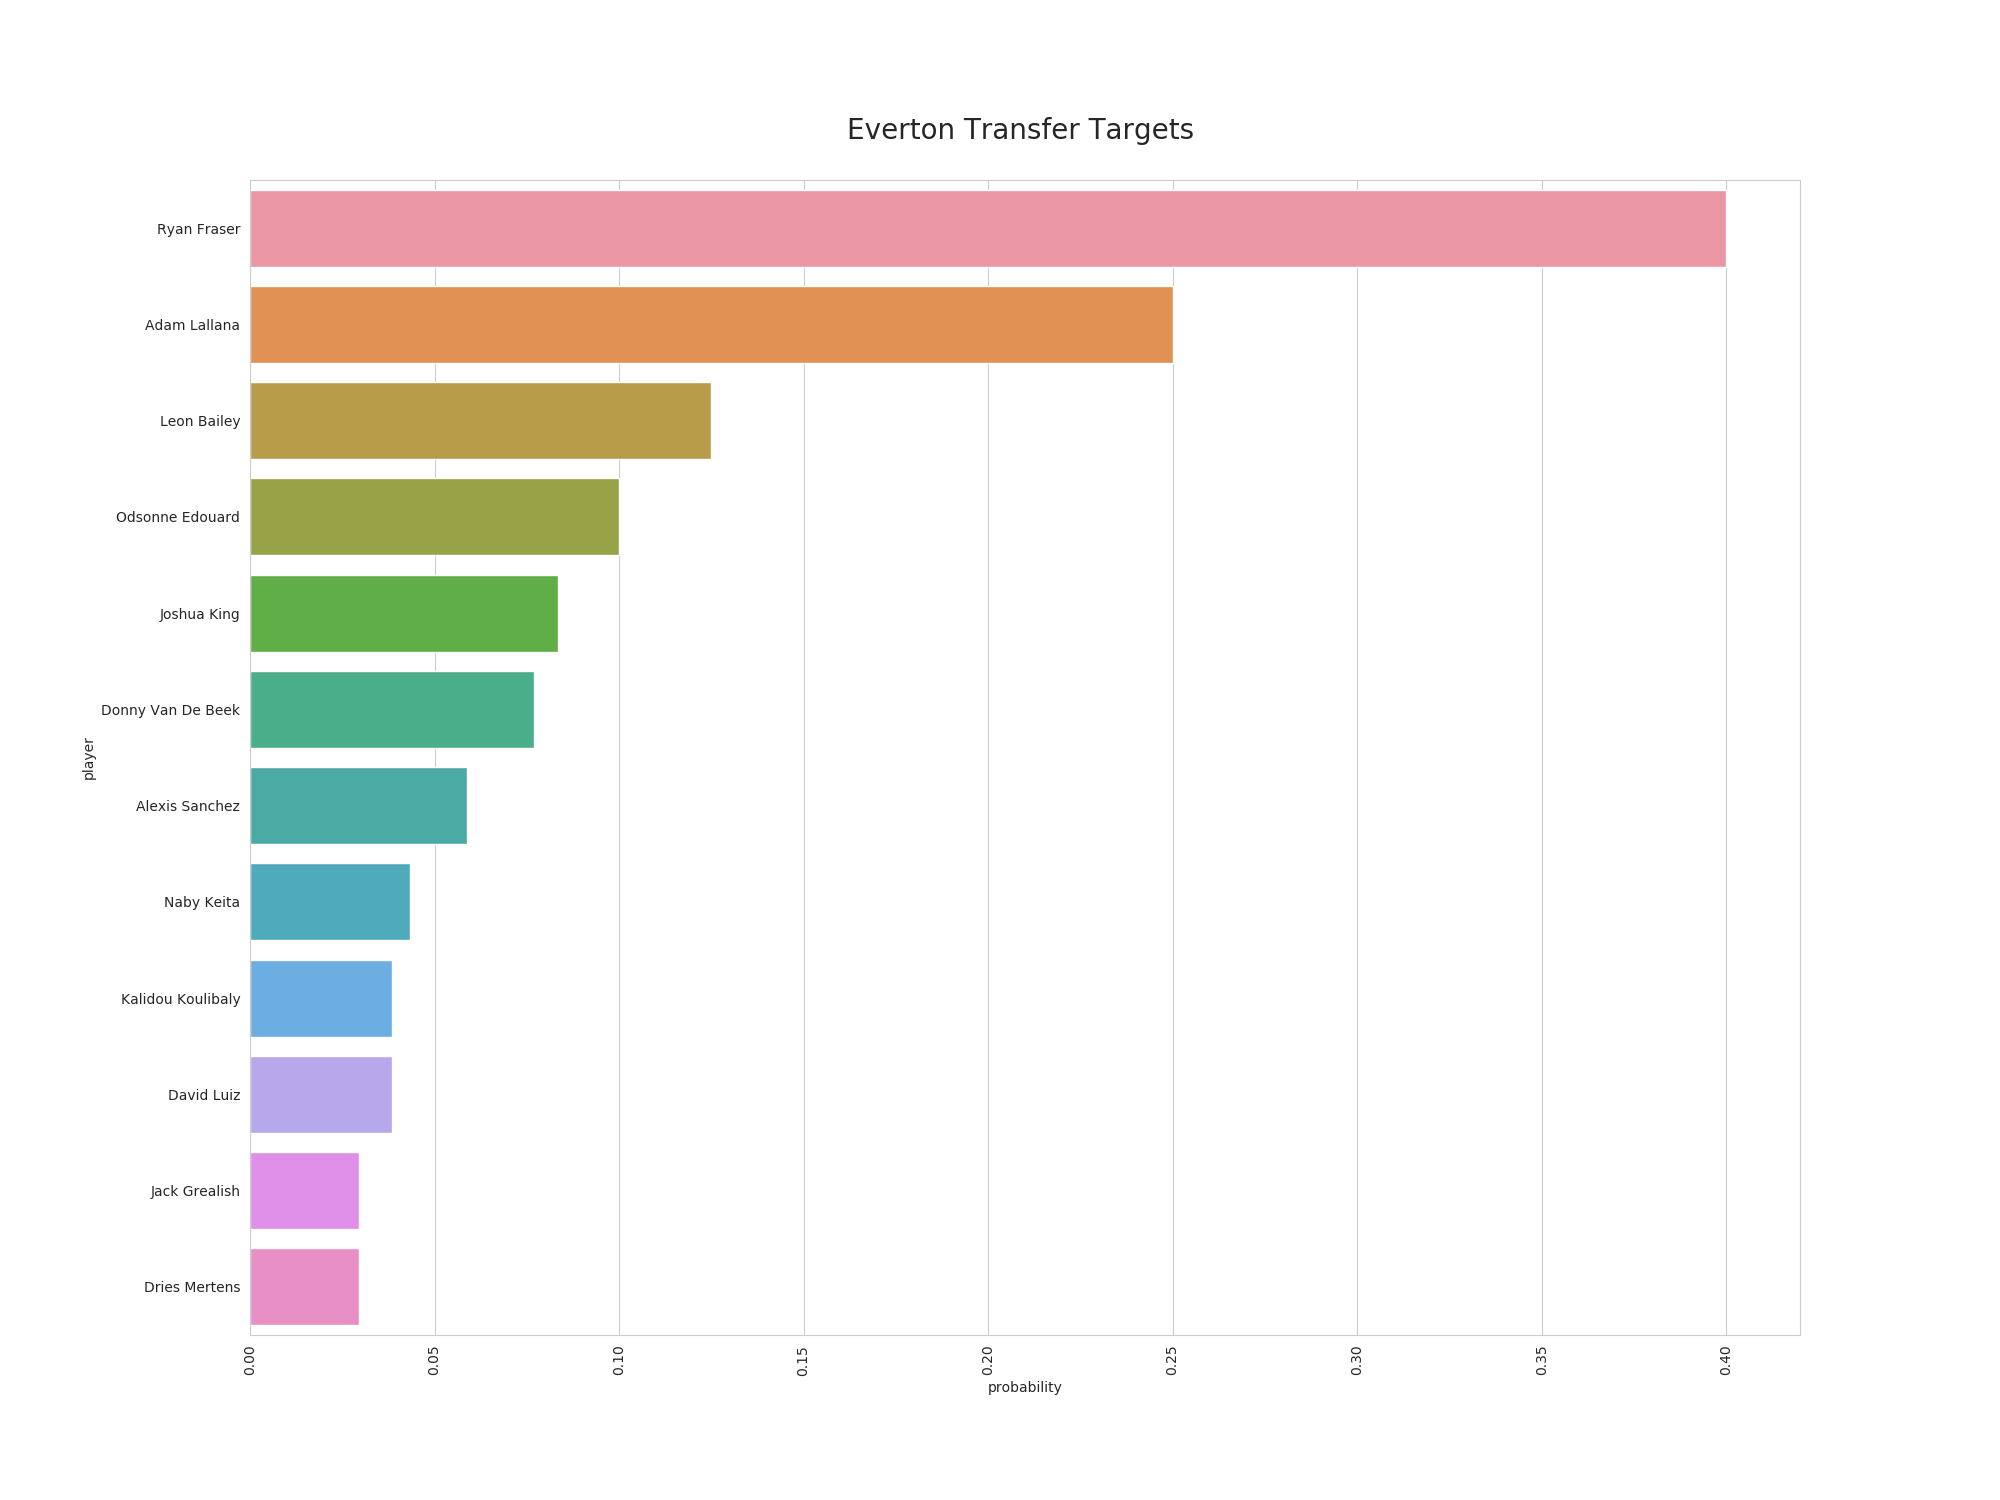 Everton Transfer Targets
Ryan Fraser
Adam Lallana
Leon Bailey
Odsonne Edouard
Joshua King
Donny Van De Beek
Alexis Sanchez
Naby Keita
Kalidou Koulibaly
David Luiz
Jack Grealish
Dries Mertens
player
0.00
0.05
0.10
0.15
0.20
0.25
0.30
0.35
0.40
probability